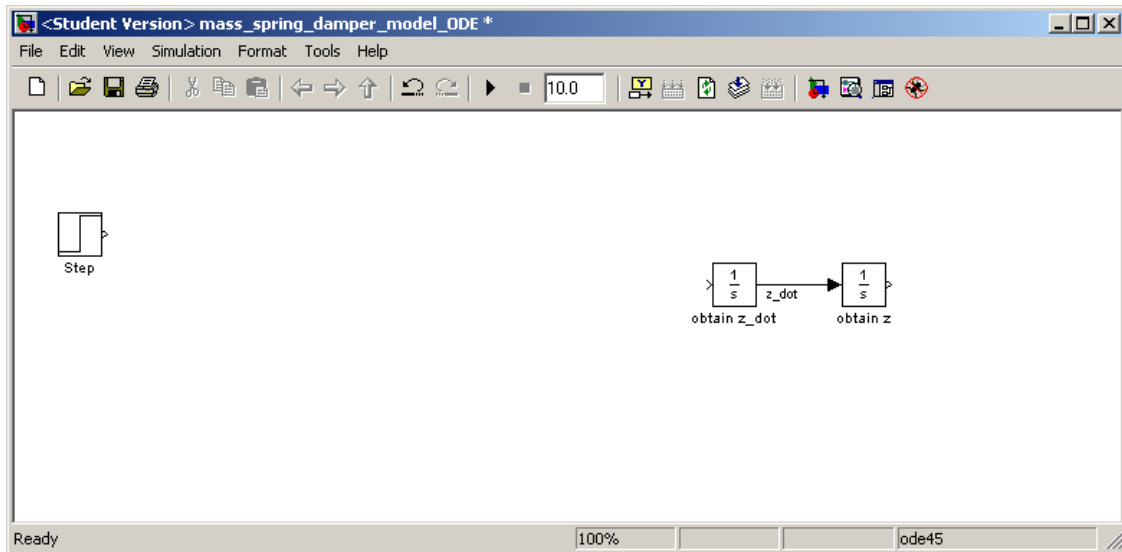 <Student Version> mass_spring_damper_model_ODE *
File Edit View Simulation Format Tools Help
10.0
Step
1
s
z_dot
1
s
obtain z_dot
obtain z
Ready 100% ode45